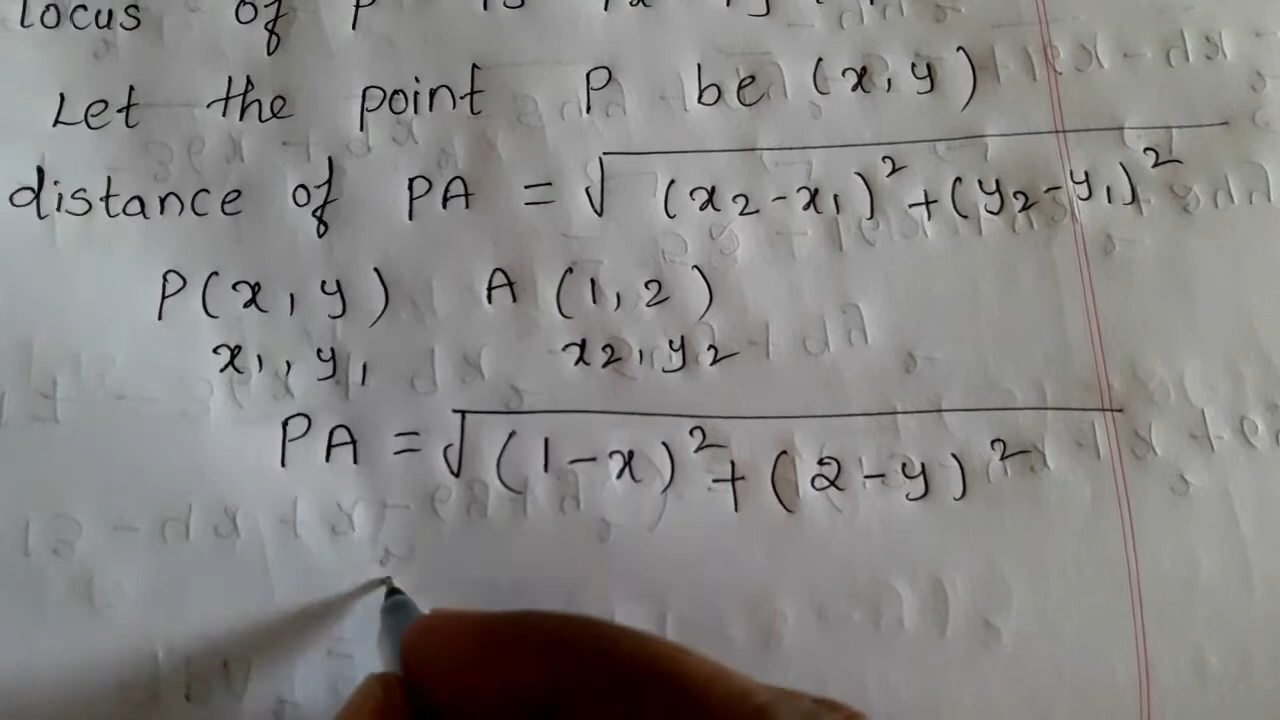 locus of P is
Let the point P be (x, y)
distance of PA = √(x₂-x₁)²+(y₂-y₁)²
P(x, y) A (1, 2)
x₁, y₁ x₂, y₂
PA = √(1-x)²+(2-y)²